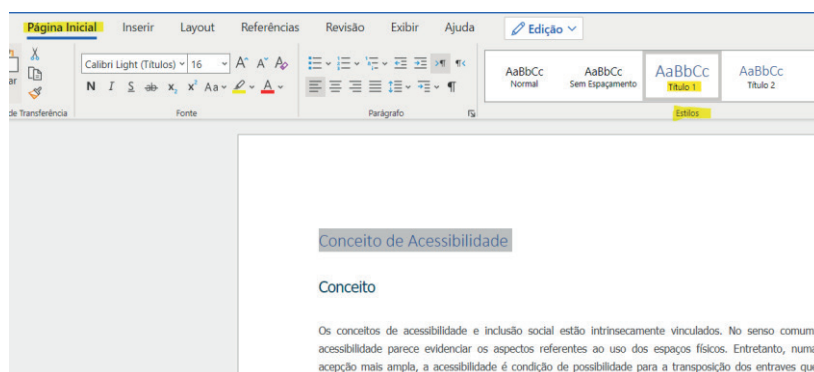 Página Inicial Inserir Layout Referências Revisão Exibir Ajuda Edição
Calibri Light (Títulos) 16 A^ A˅ A
AaBbCc AaBbCc AaBbCc AaBbCc
N I S ab x₂ x² Aa A
Normal Sem Espaçamento Título 1 Título 2
de Transferência Fonte Parágrafo Estilos
Conceito de Acessibilidade
Conceito
Os conceitos de acessibilidade e inclusão social estão intrinsecamente vinculados. No senso comum
acessibilidade parece evidenciar os aspectos referentes ao uso dos espaços físicos. Entretanto, numa
acepção mais ampla, a acessibilidade é condição de possibilidade para a transposição dos entraves que